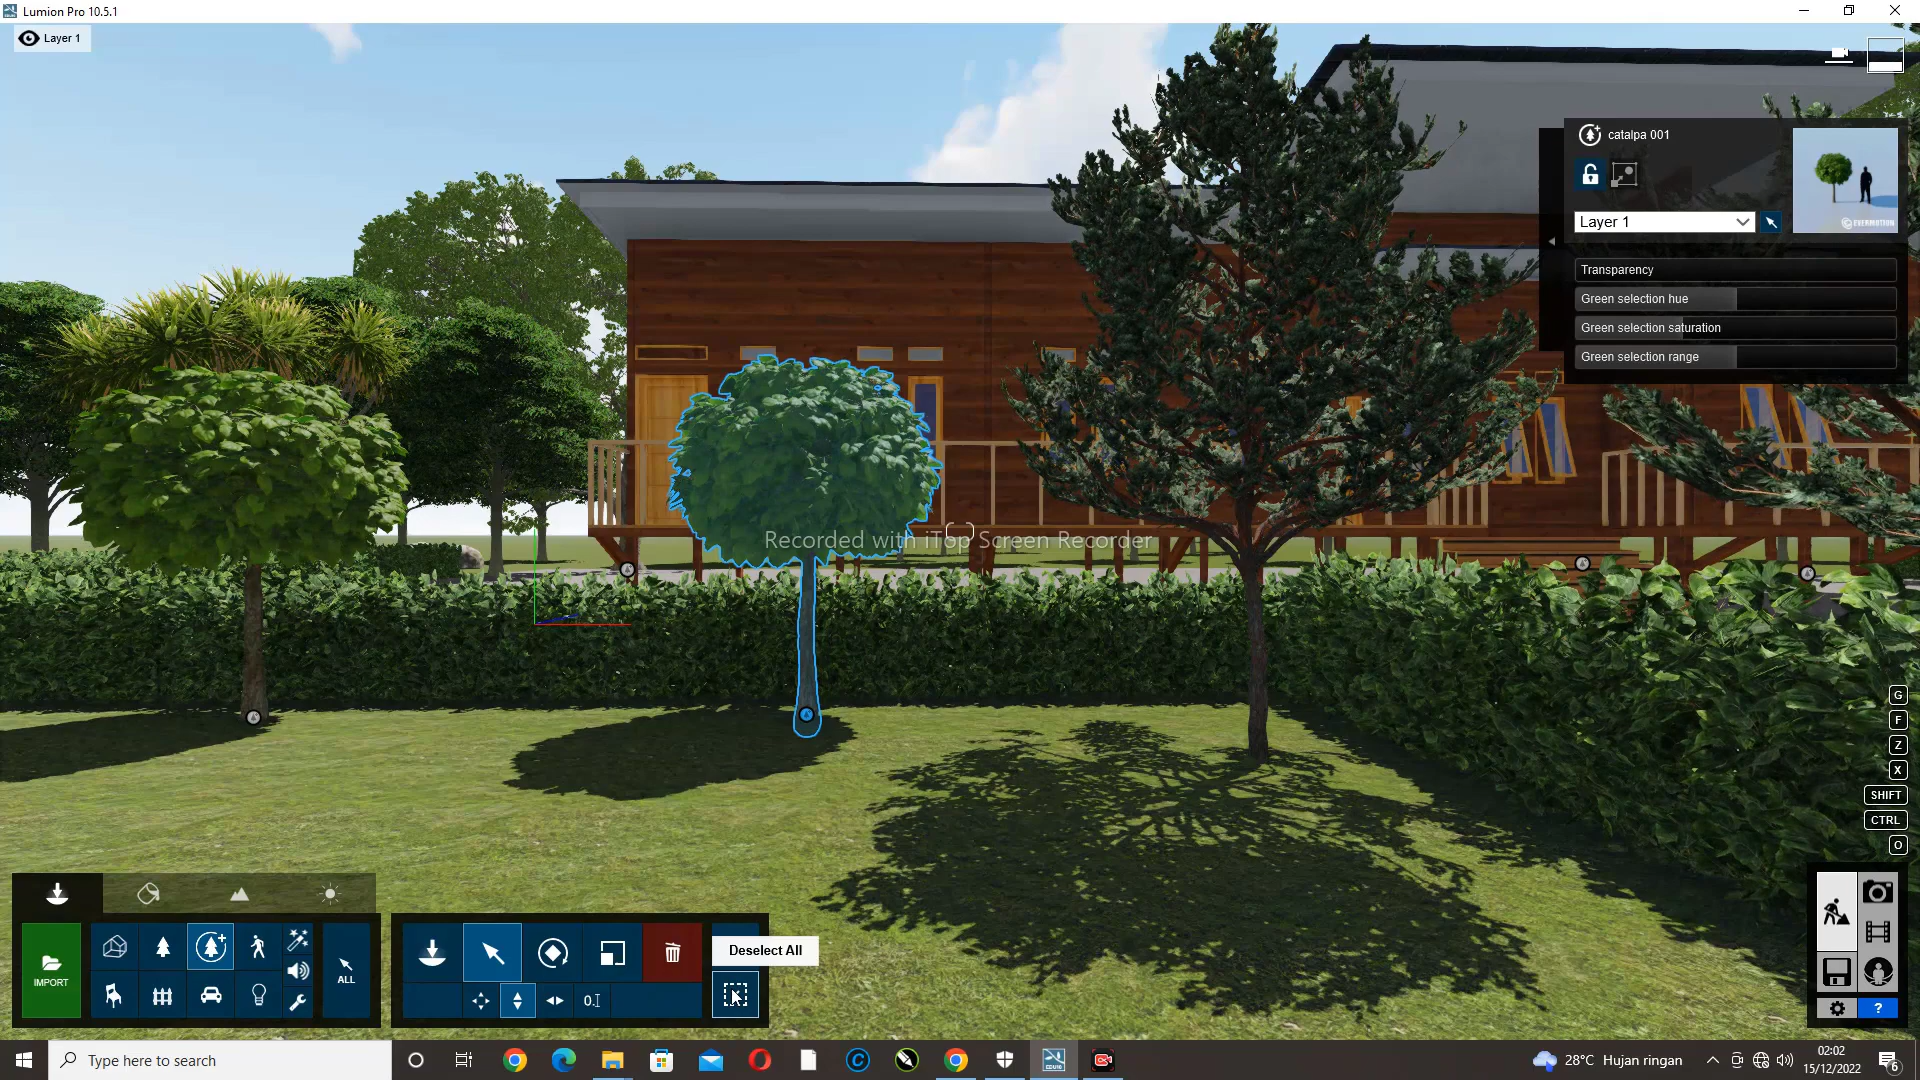 Lumion Pro 10.5.1
Layer 1
catalpa 001
EVERMOTION
Layer 1
Transparency
Green selection hue
Green selection saturation
Green selection range
Recorded with iTop Screen Recorder
G
F
Z
X
SHIFT
CTRL
O
Deselect All
IMPORT
ALL
0.
?
Type here to search
28°C Hujan ringan
02:02
15/12/2022
6